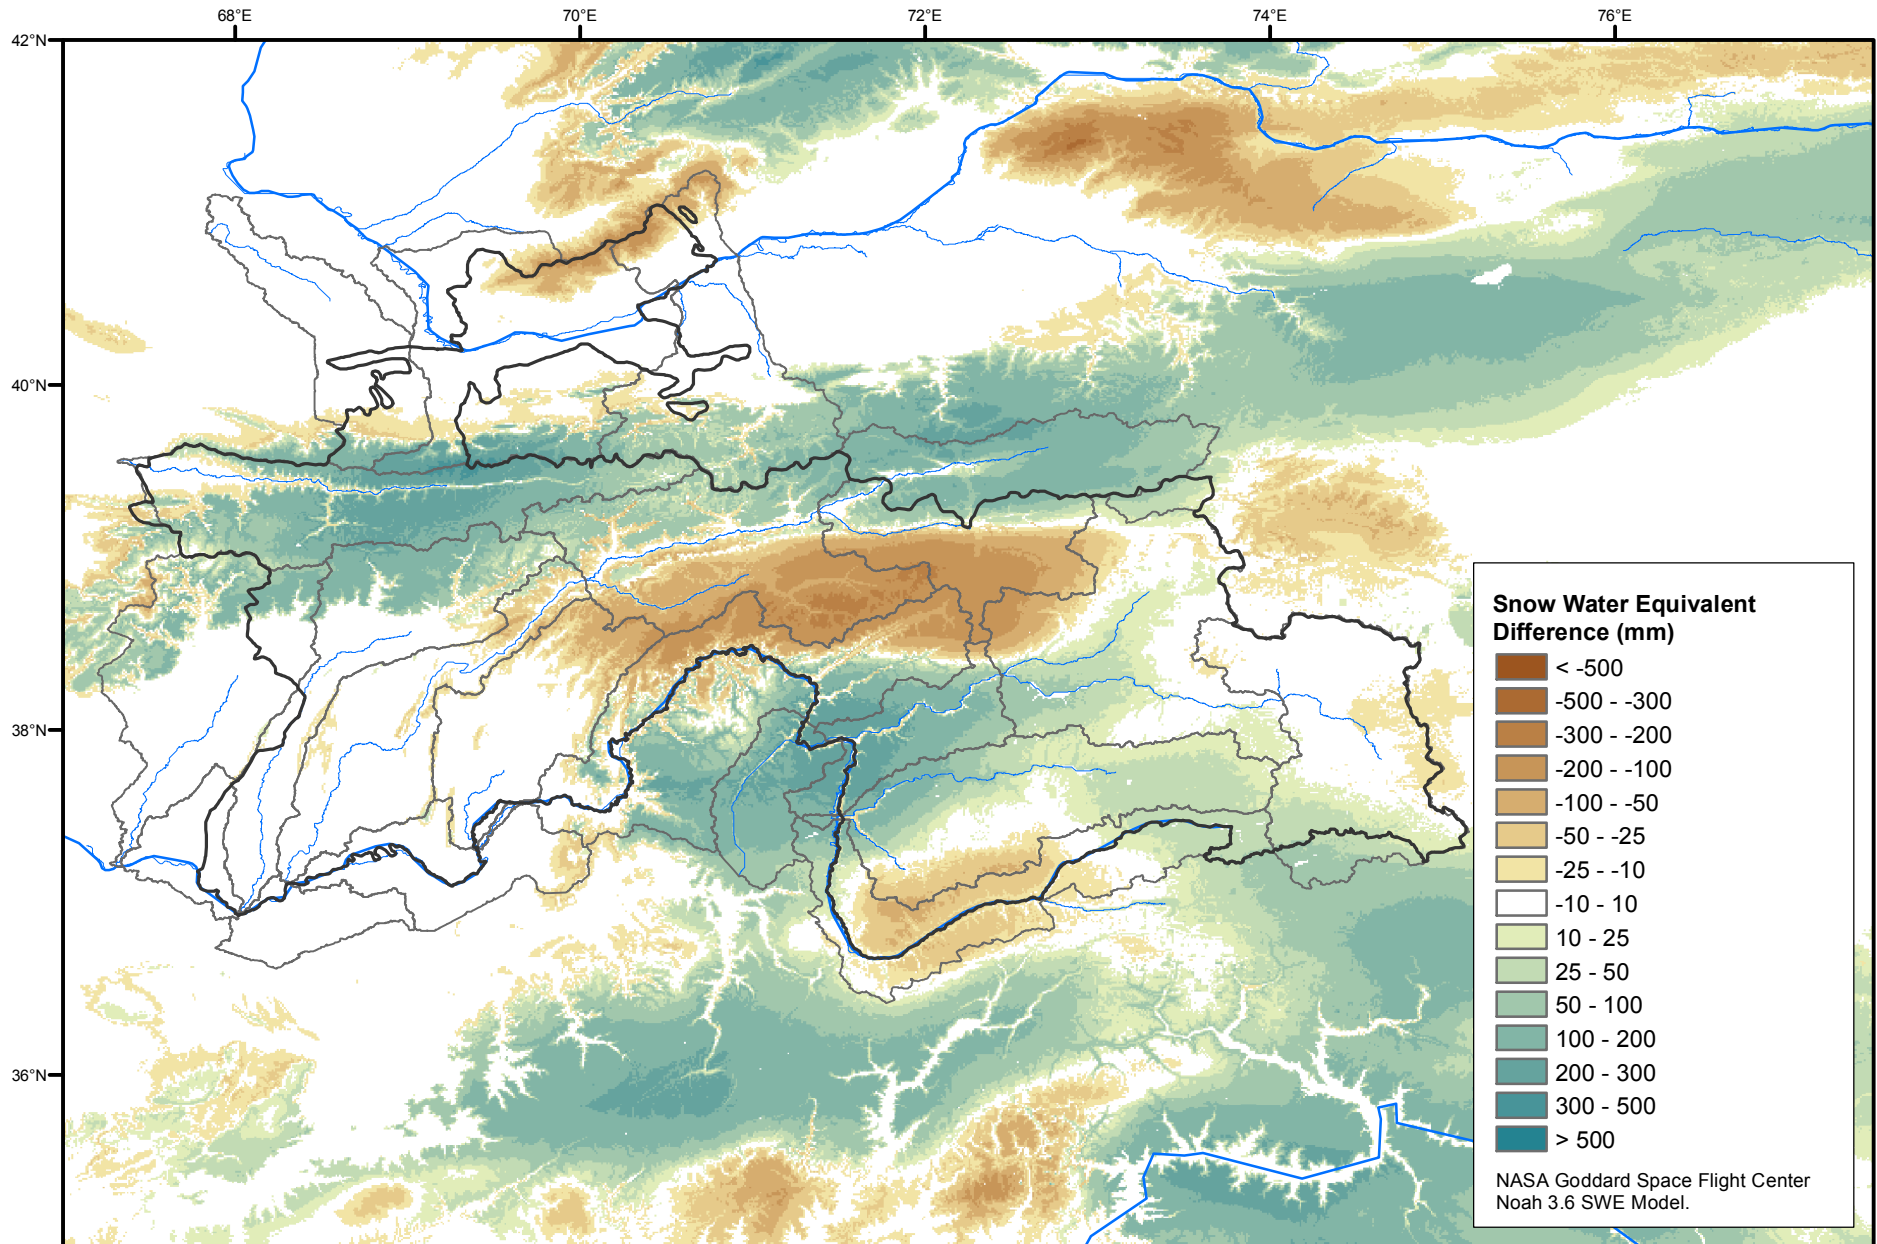 68°E
70°E
72°E
74°E
76°E
42°N
40°N
38°N
36°N
Snow Water Equivalent
Difference (mm)
< -500
-500 - -300
-300 - -200
-200 - -100
-100 - -50
-50 - -25
-25 - -10
-10 - 10
10 - 25
25 - 50
50 - 100
100 - 200
200 - 300
300 - 500
> 500
NASA Goddard Space Flight Center
Noah 3.6 SWE Model.